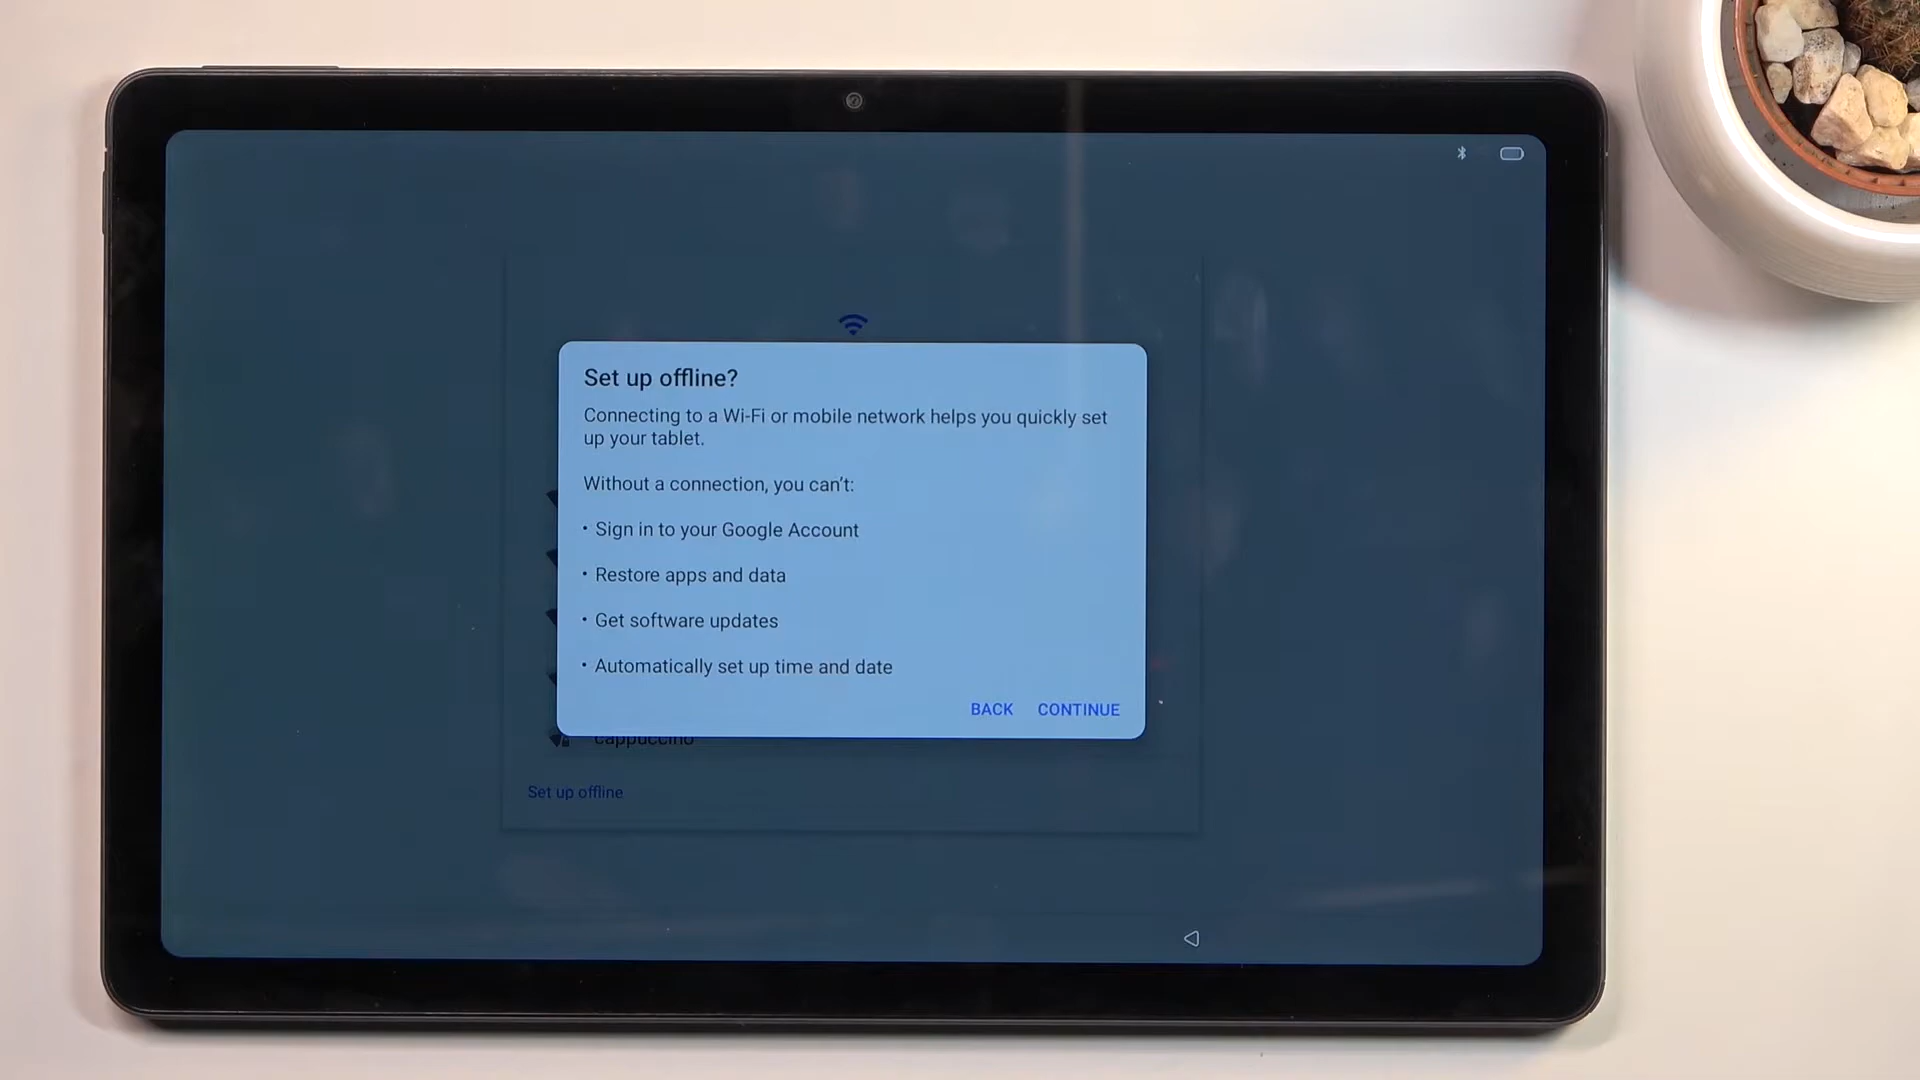 Set up offline?
Connecting to a Wi-Fi or mobile network helps you quickly set
up your tablet.
Without a connection, you can't:
• Sign in to your Google Account
• Restore apps and data
• Get software updates
• Automatically set up time and date
BACK CONTINUE
cappuccino
Set up offline